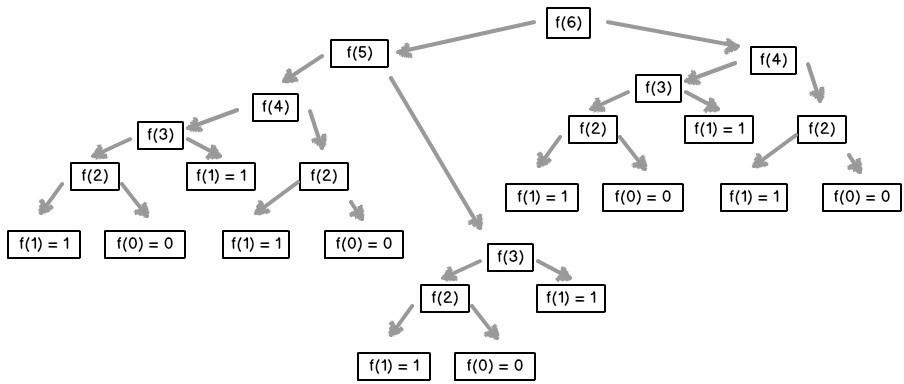 f(6)
f(5)
f(4)
f(3)
f(4)
f(2)
f(1) = 1
f(2)
f(3)
f(2)
f(1) = 1
f(2)
f(1) = 1
f(0) = 0
f(1) = 1
f(0) = 0
f(1) = 1
f(0) = 0
f(1) = 1
f(0) = 0
f(3)
f(2)
f(1) = 1
f(1) = 1
f(0) = 0